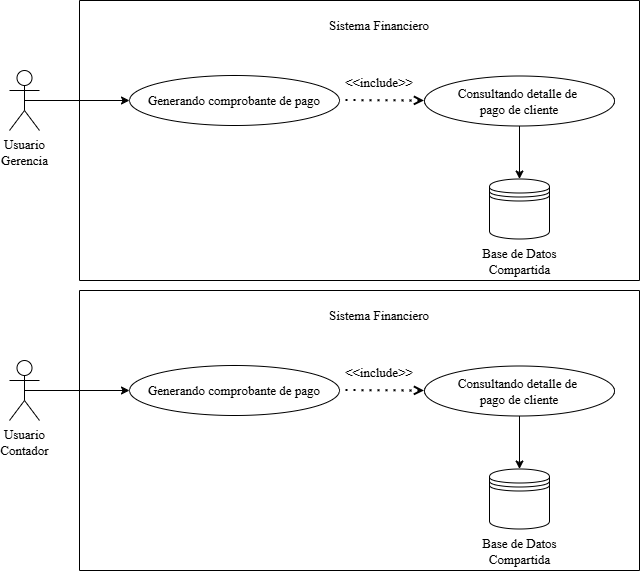 Sistema Financiero
<<include>>
Generando comprobante de pago
Consultando detalle de
pago de cliente
Usuario
Gerencia
Base de Datos
Compartida
Sistema Financiero
<<include>>
Generando comprobante de pago
Consultando detalle de
pago de cliente
Usuario
Contador
Base de Datos
Compartida